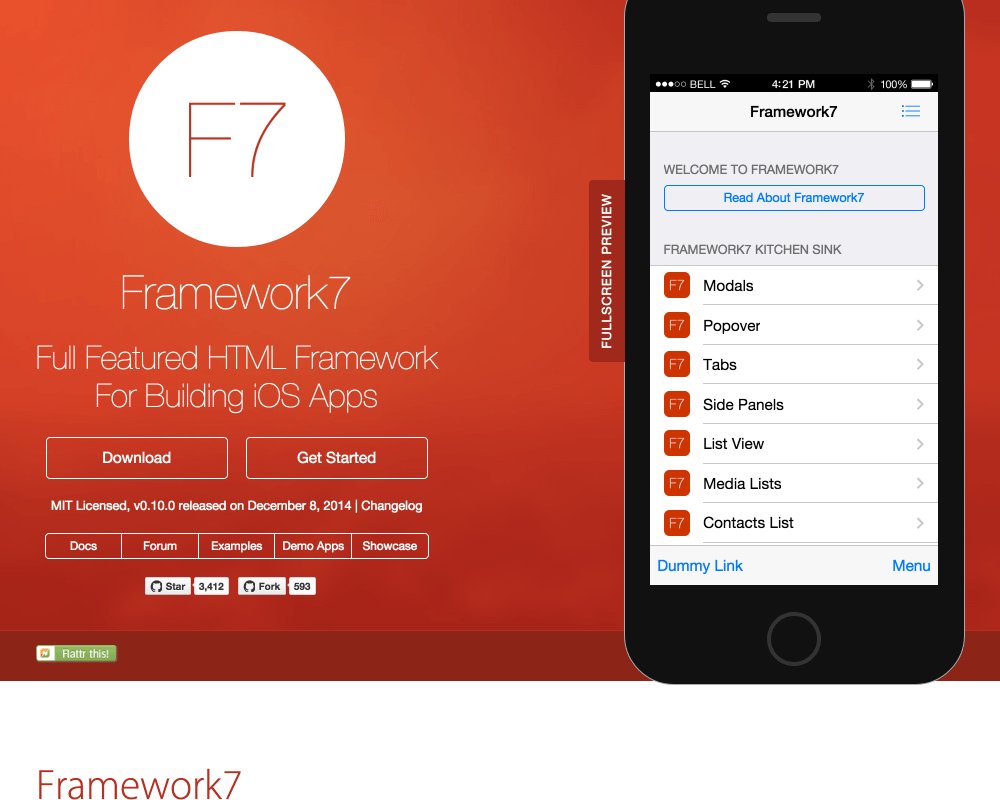 F7
Framework7
Full Featured HTML Framework
For Building iOS Apps
Download
Get Started
MIT Licensed, v0.10.0 released on December 8, 2014 | Changelog
Docs
Forum
Examples
Demo Apps
Showcase
Star
3,412
Fork
593
Flattr this!
FULLSCREEN PREVIEW
BELL
4:21 PM
100%
Framework7
WELCOME TO FRAMEWORK7
Read About Framework7
FRAMEWORK7 KITCHEN SINK
F7 Modals
F7 Popover
F7 Tabs
F7 Side Panels
F7 List View
F7 Media Lists
F7 Contacts List
Dummy Link
Menu
Framework7